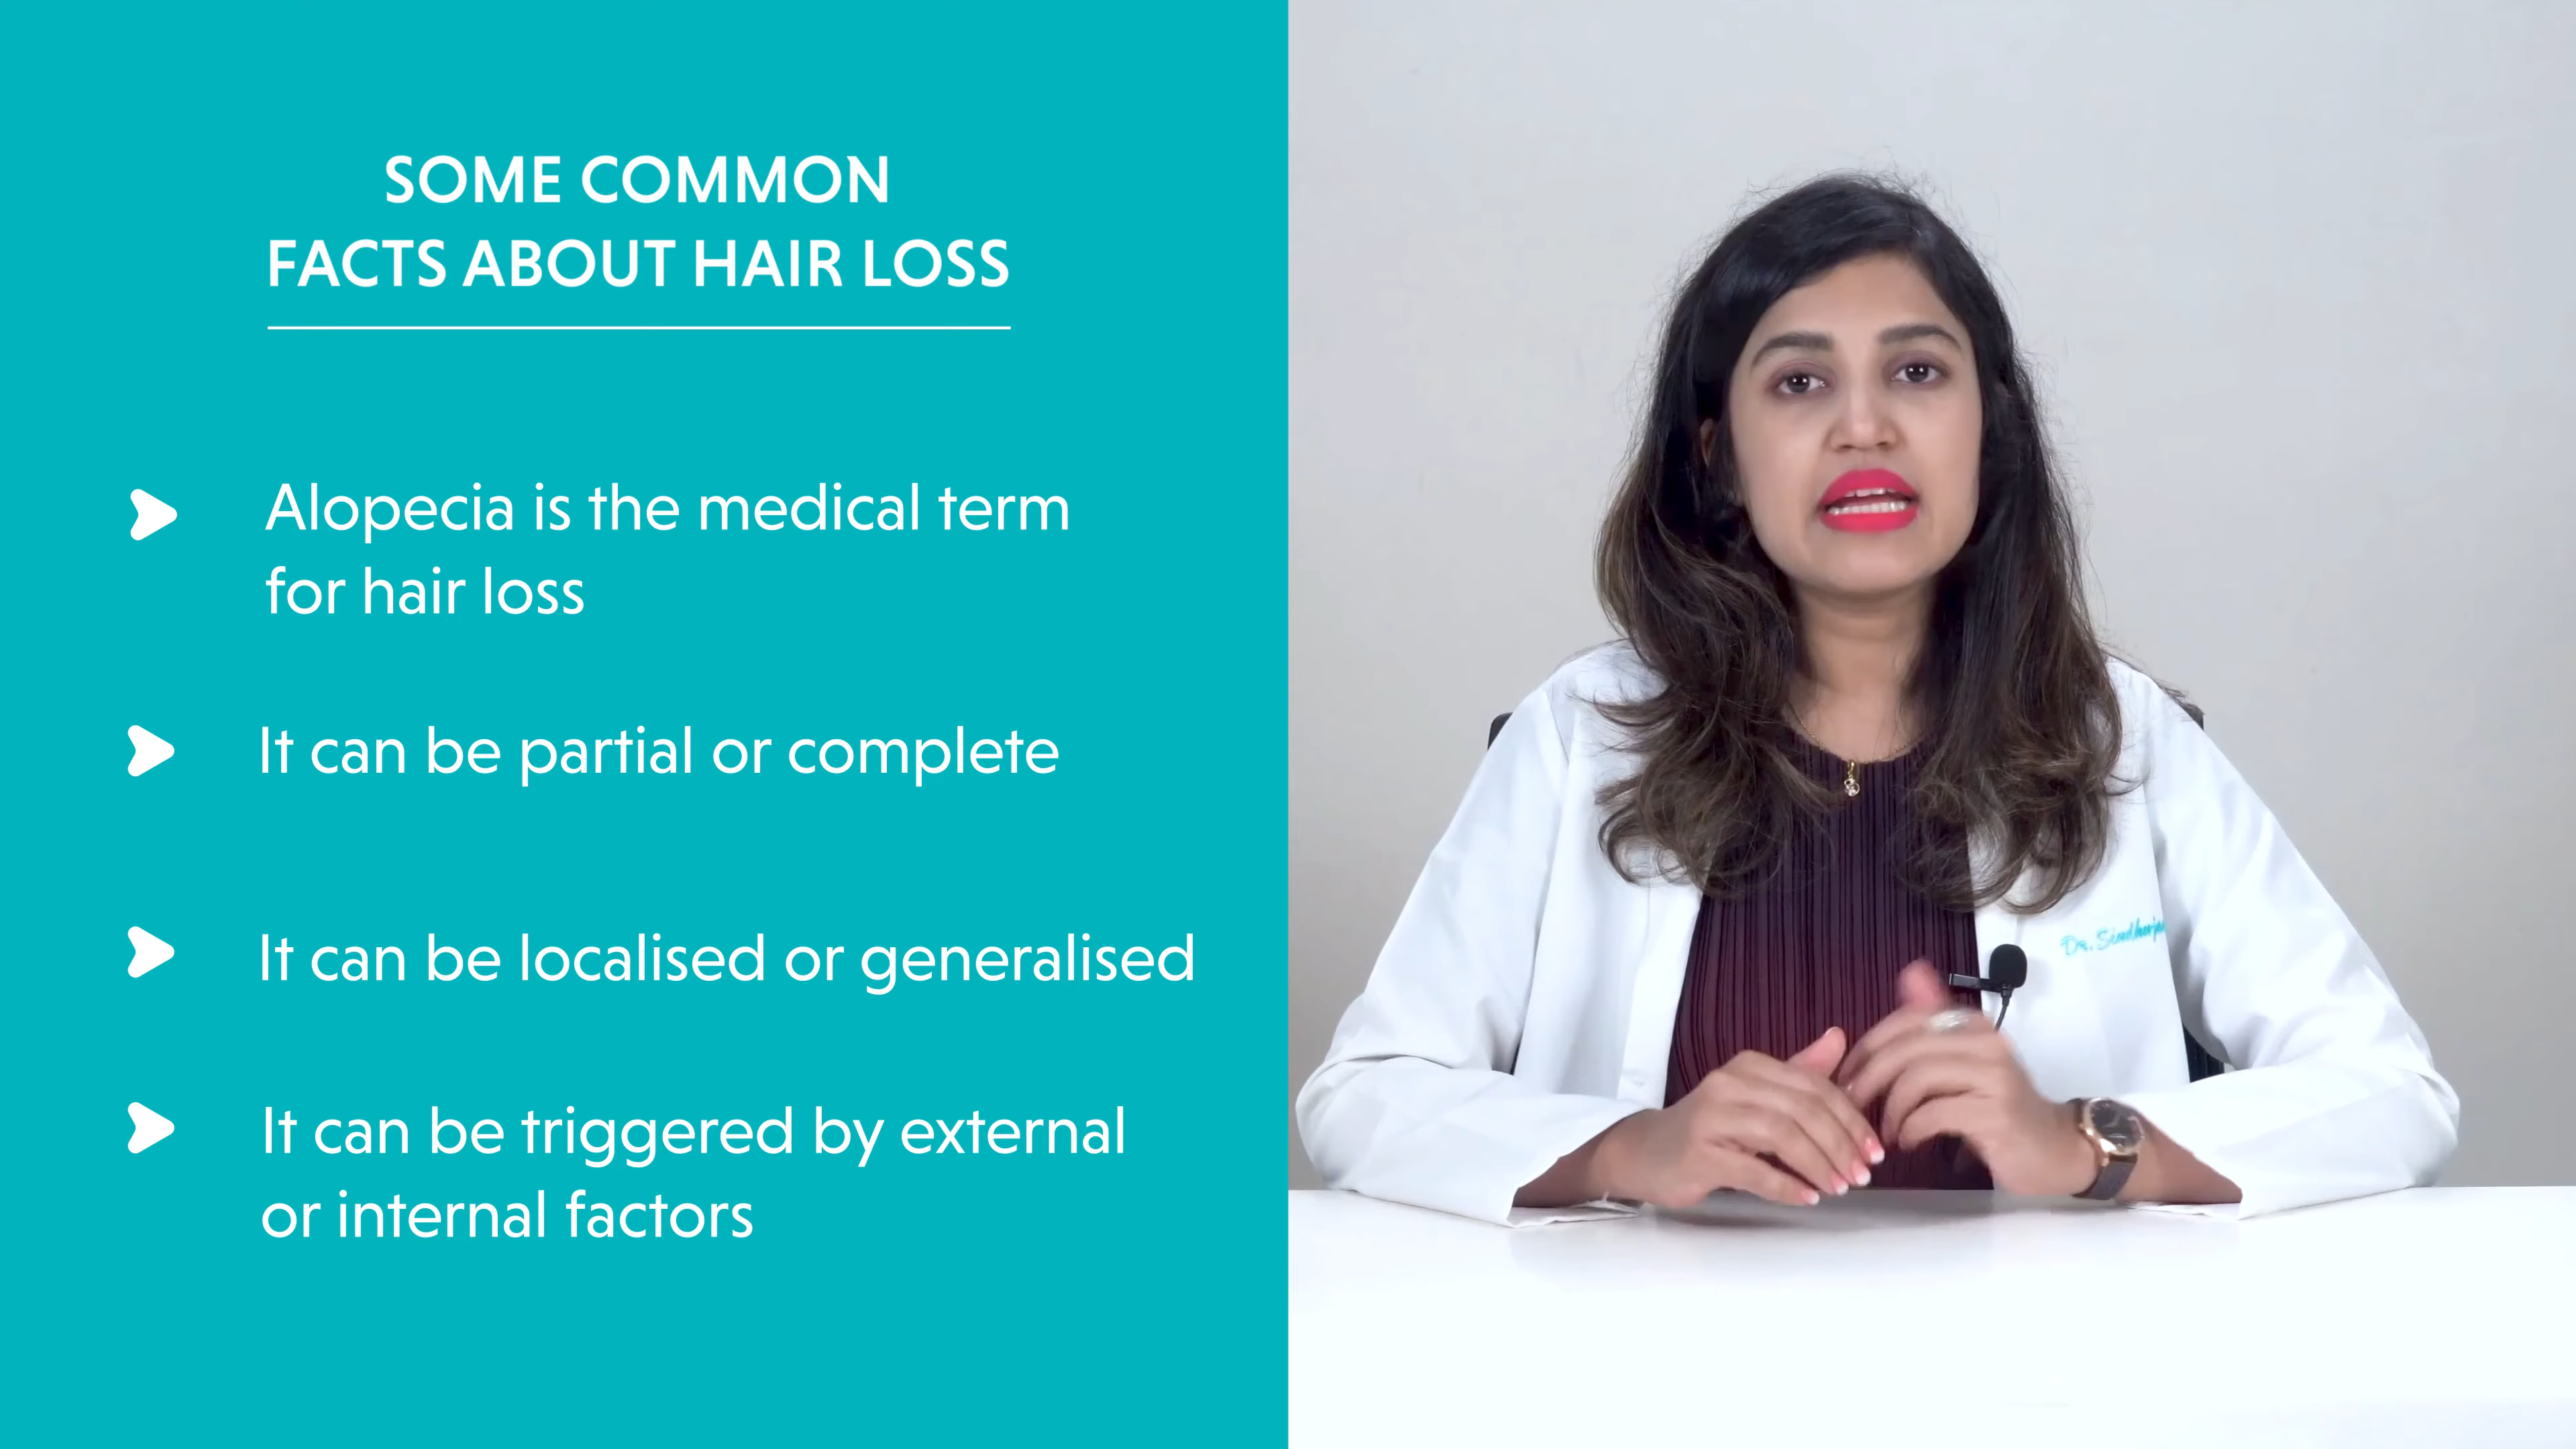 SOME COMMON
FACTS ABOUT HAIR LOSS
Alopecia is the medical term
for hair loss
It can be partial or complete
It can be localised or generalised
It can be triggered by external
or internal factors
Dr.